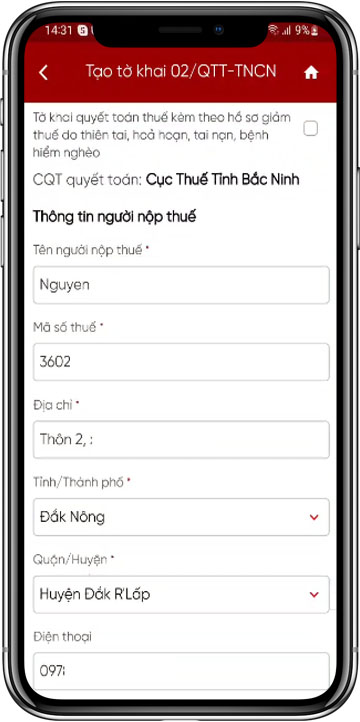 14:31
9%
Tạo tờ khai 02/QTT-TNCN
Tờ khai quyết toán thuế kèm theo hồ sơ giảm
thuế do thiên tai, hoả hoạn, tai nạn, bệnh
hiểm nghèo
CQT quyết toán: Cục Thuế Tỉnh Bắc Ninh
Thông tin người nộp thuế
Tên người nộp thuế *
Nguyen
Mã số thuế *
3602
Địa chỉ *
Thôn 2, :
Tỉnh/Thành phố *
Đắk Nông
Quận/Huyện *
Huyện Đắk R'Lấp
Điện thoại
097